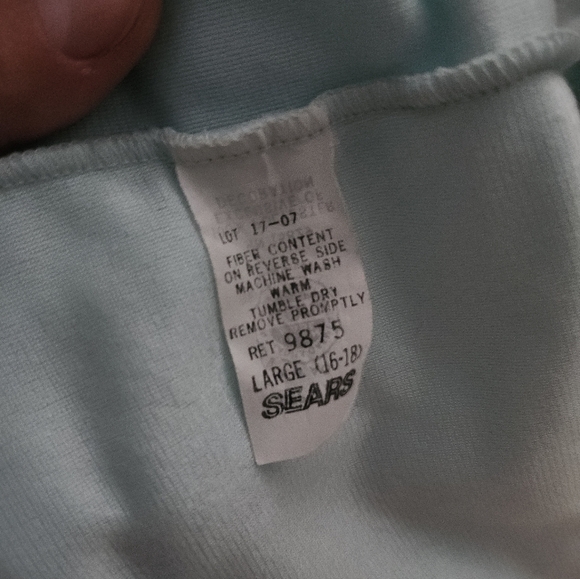 LOT 17-07
FIBER CONTENT
ON REVERSE SIDE
MACHINE WASH
WARM
TUMBLE DRY
REMOVE PROMPTLY
RET 9875
LARGE (16-18)
SEARS